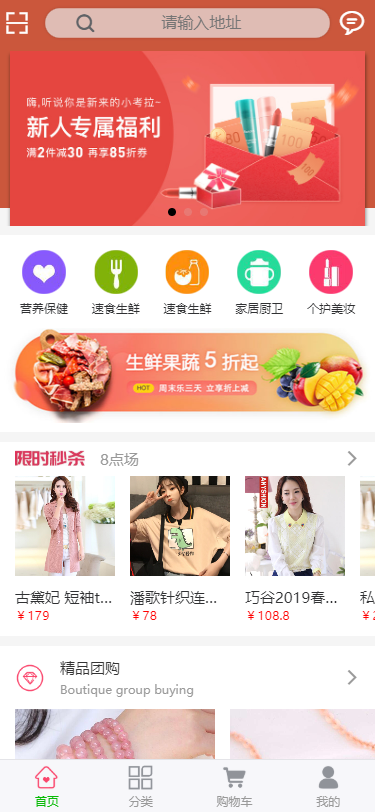 请输入地址
嗨,听说你是新来的小考拉~
新人专属福利
满2件减30 再享85折券
80
100
营养保健
速食生鲜
速食生鲜
家居厨卫
个护美妆
生鲜果蔬 5 折起
HOT 周末乐三天 立享折上减
限时秒杀 8点场
古黛妃 短袖t...
潘歌针织连...
巧谷2019春...
私
￥179
￥78
￥108.8
精品团购
Boutique group buying
首页
分类
购物车
我的